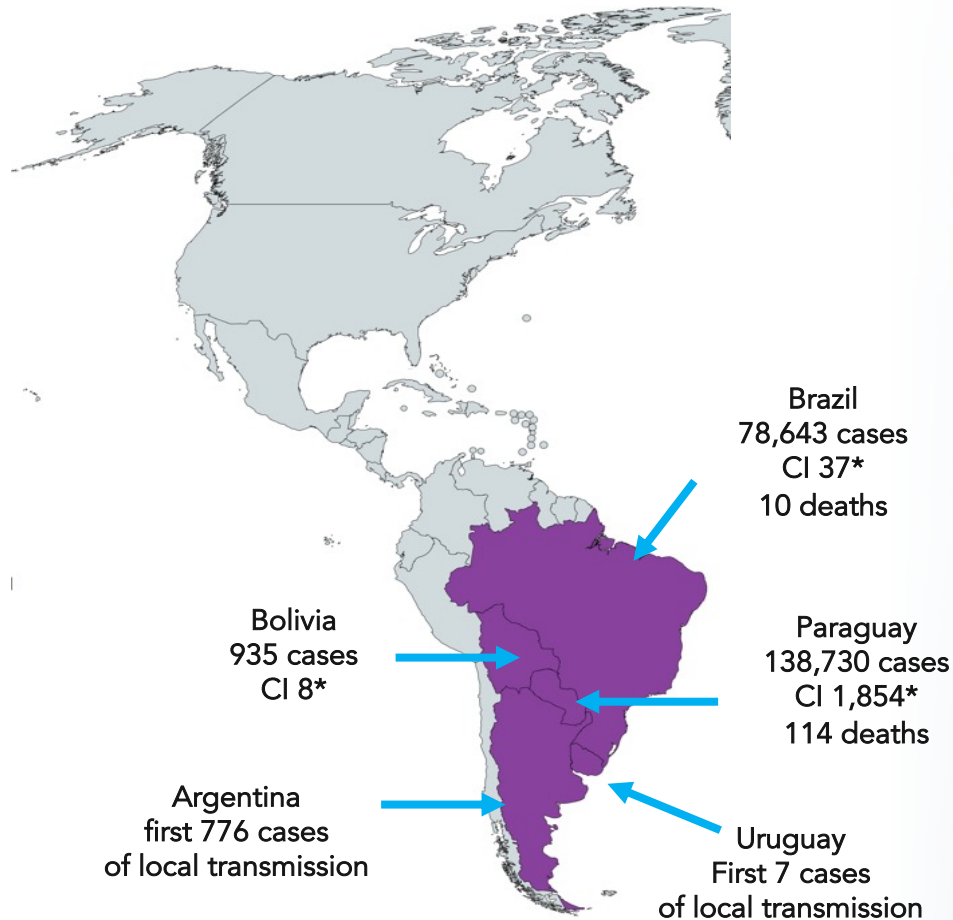 Brazil
78,643 cases
CI 37*
10 deaths
Bolivia
935 cases
CI 8*
Paraguay
138,730 cases
CI 1,854*
114 deaths
Argentina
first 776 cases
of local transmission
Uruguay
First 7 cases
of local transmission